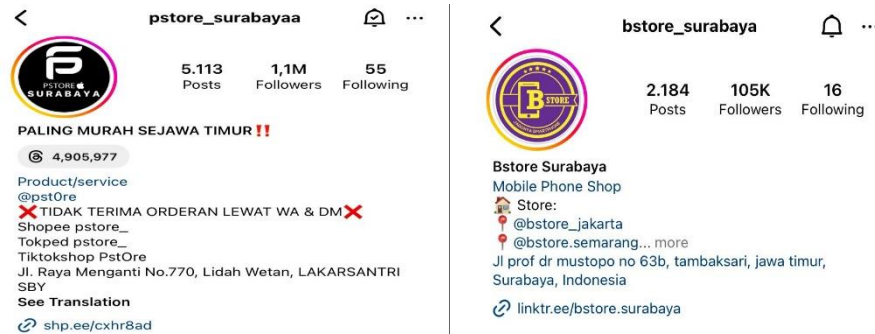 pstore_surabayaa
PSTORE
SURABAYA
5.113 1,1M 55
Posts Followers Following
PALING MURAH SEJAWA TIMUR‼️
4,905,977
Product/service
@pst0re
❌TIDAK TERIMA ORDERAN LEWAT WA & DM❌
Shopee pstore_
Tokped pstore_
Tiktokshop PstOre
Jl. Raya Menganti No.770, Lidah Wetan, LAKARSANTRI
SBY
See Translation
shp.ee/cxhr8ad
bstore_surabaya
B STORE
2.184 105K 16
Posts Followers Following
Bstore Surabaya
Mobile Phone Shop
🏠 Store:
📍 @bstore_jakarta
📍 @bstore.semarang... more
Jl prof dr mustopo no 63b, tambaksari, jawa timur,
Surabaya, Indonesia
linktr.ee/bstore.surabaya